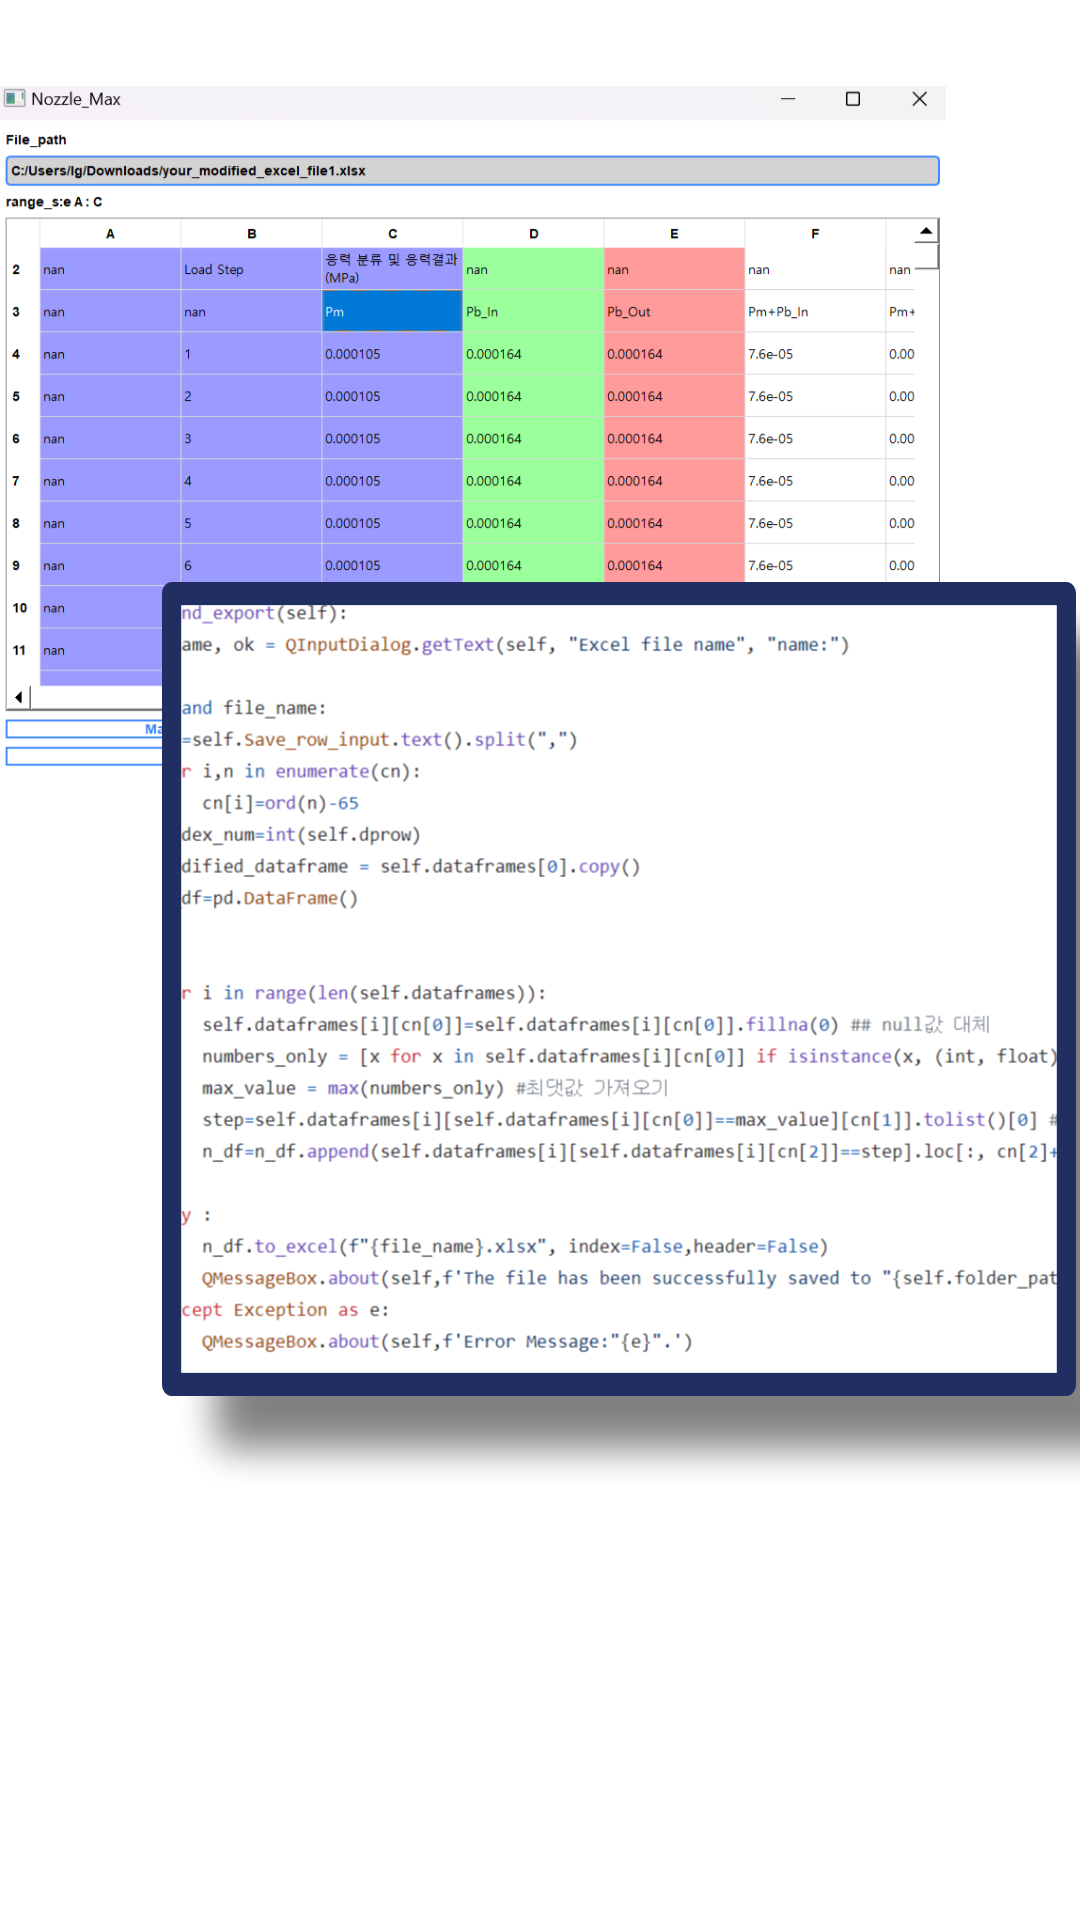 Nozzle_Max
File_path
C:/Users/lg/Downloads/your_modified_excel_file1.xlsx
range_s:e A : C
A B C D E F
2 nan Load Step 응력 분류 및 응력결과 (MPa) nan nan nan nan
3 nan nan Pm Pb_In Pb_Out Pm+Pb_In Pm+
4 nan 1 0.000105 0.000164 0.000164 7.6e-05 0.00
5 nan 2 0.000105 0.000164 0.000164 7.6e-05 0.00
6 nan 3 0.000105 0.000164 0.000164 7.6e-05 0.00
7 nan 4 0.000105 0.000164 0.000164 7.6e-05 0.00
8 nan 5 0.000105 0.000164 0.000164 7.6e-05 0.00
9 nan 6 0.000105 0.000164 0.000164 7.6e-05 0.00
10 nan
11 nan
Ma
nd_export(self):
ame, ok = QInputDialog.getText(self, "Excel file name", "name:")
and file_name:
=self.Save_row_input.text().split(",")
r i,n in enumerate(cn):
cn[i]=ord(n)-65
dex_num=int(self.dprow)
dified_dataframe = self.dataframes[0].copy()
df=pd.DataFrame()
r i in range(len(self.dataframes)):
self.dataframes[i][cn[0]]=self.dataframes[i][cn[0]].fillna(0) ## null값 대체
numbers_only = [x for x in self.dataframes[i][cn[0]] if isinstance(x, (int, float)
max_value = max(numbers_only) #최댓값 가져오기
step=self.dataframes[i][self.dataframes[i][cn[0]]==max_value][cn[1]].tolist()[0] #
n_df=n_df.append(self.dataframes[i][self.dataframes[i][cn[2]]==step].loc[:, cn[2]+
y :
n_df.to_excel(f"{file_name}.xlsx", index=False,header=False)
QMessageBox.about(self,f'The file has been successfully saved to "{self.folder_pat
cept Exception as e:
QMessageBox.about(self,f'Error Message:"{e}".')